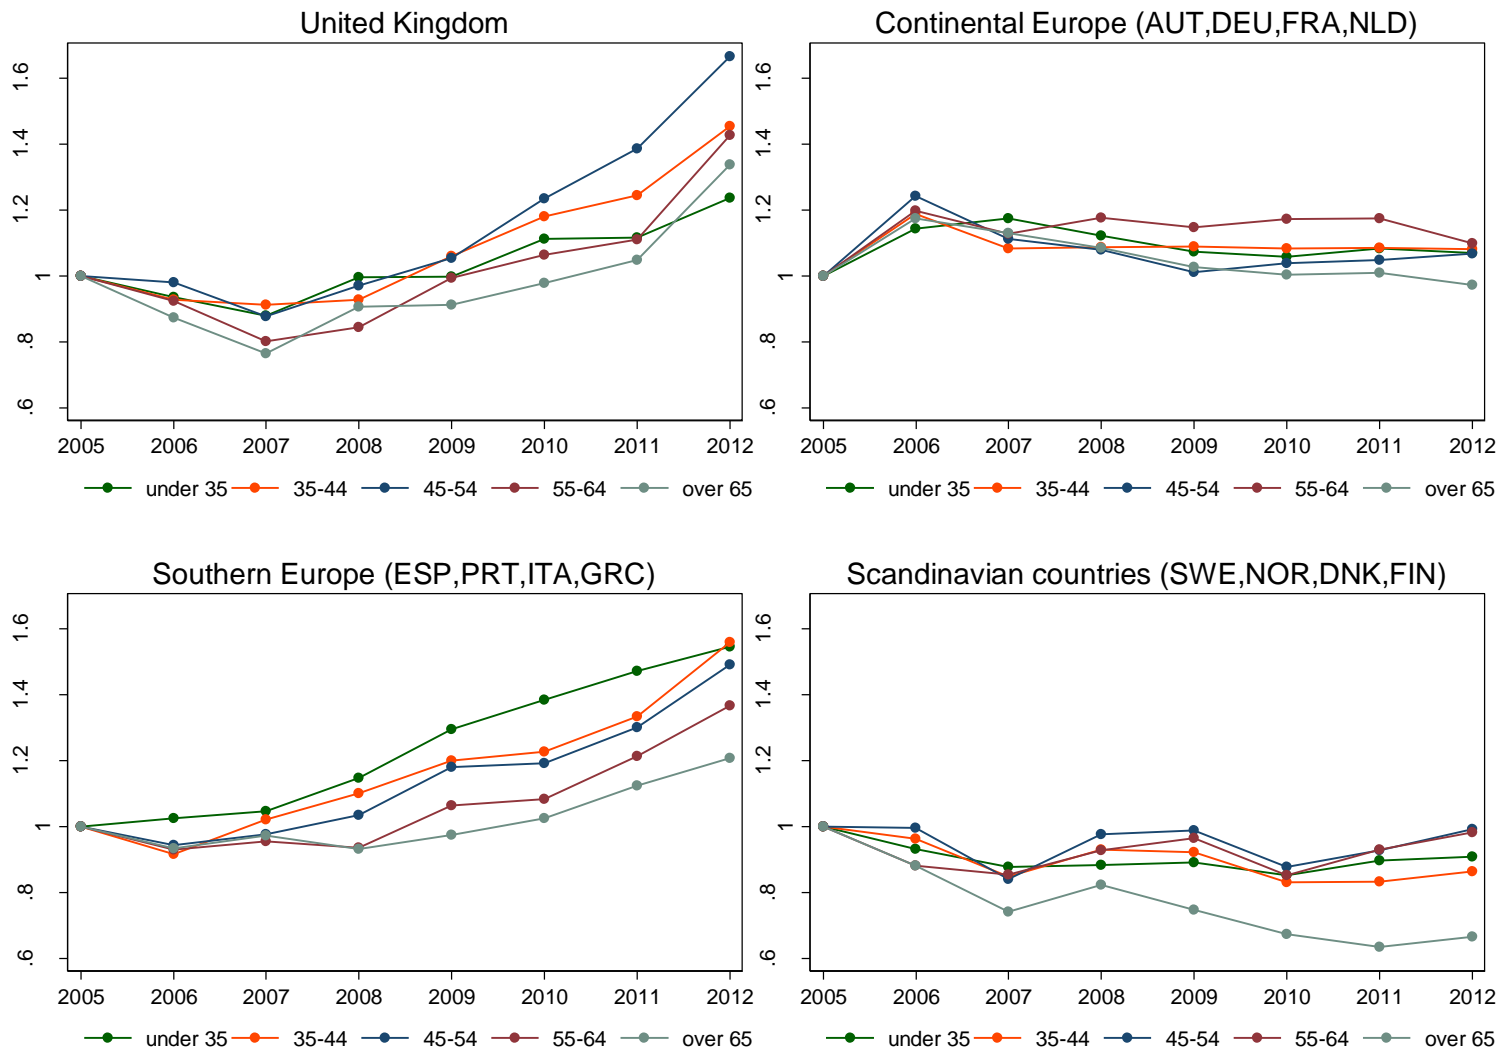 United Kingdom
1.6
1.4
1.2
1
.8
.6
2005 2006 2007 2008 2009 2010 2011 2012
under 35 35-44 45-54 55-64 over 65
Continental Europe (AUT,DEU,FRA,NLD)
1.6
1.4
1.2
1
.8
.6
2005 2006 2007 2008 2009 2010 2011 2012
under 35 35-44 45-54 55-64 over 65
Southern Europe (ESP,PRT,ITA,GRC)
1.6
1.4
1.2
1
.8
.6
2005 2006 2007 2008 2009 2010 2011 2012
under 35 35-44 45-54 55-64 over 65
Scandinavian countries (SWE,NOR,DNK,FIN)
1.6
1.4
1.2
1
.8
.6
2005 2006 2007 2008 2009 2010 2011 2012
under 35 35-44 45-54 55-64 over 65